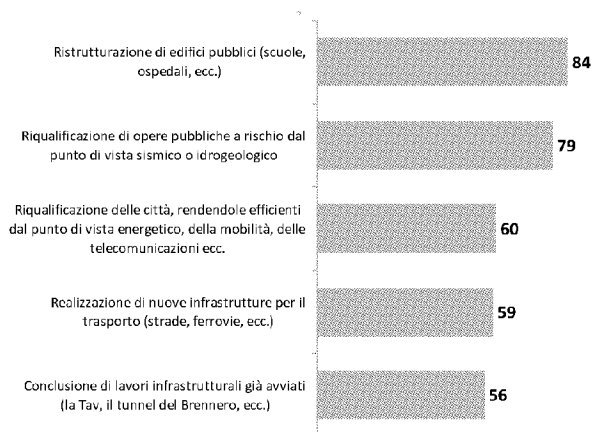 Ristrutturazione di edifici pubblici (scuole,
ospedali, ecc.)
84
Riqualificazione di opere pubbliche a rischio dal
punto di vista sismico o idrogeologico
79
Riqualificazione delle città, rendendole efficienti
dal punto di vista energetico, della mobilità, delle
telecomunicazioni ecc.
60
Realizzazione di nuove infrastrutture per il
trasporto (strade, ferrovie, ecc.)
59
Conclusione di lavori infrastrutturali già avviati
(la Tav, il tunnel del Brennero, ecc.)
56